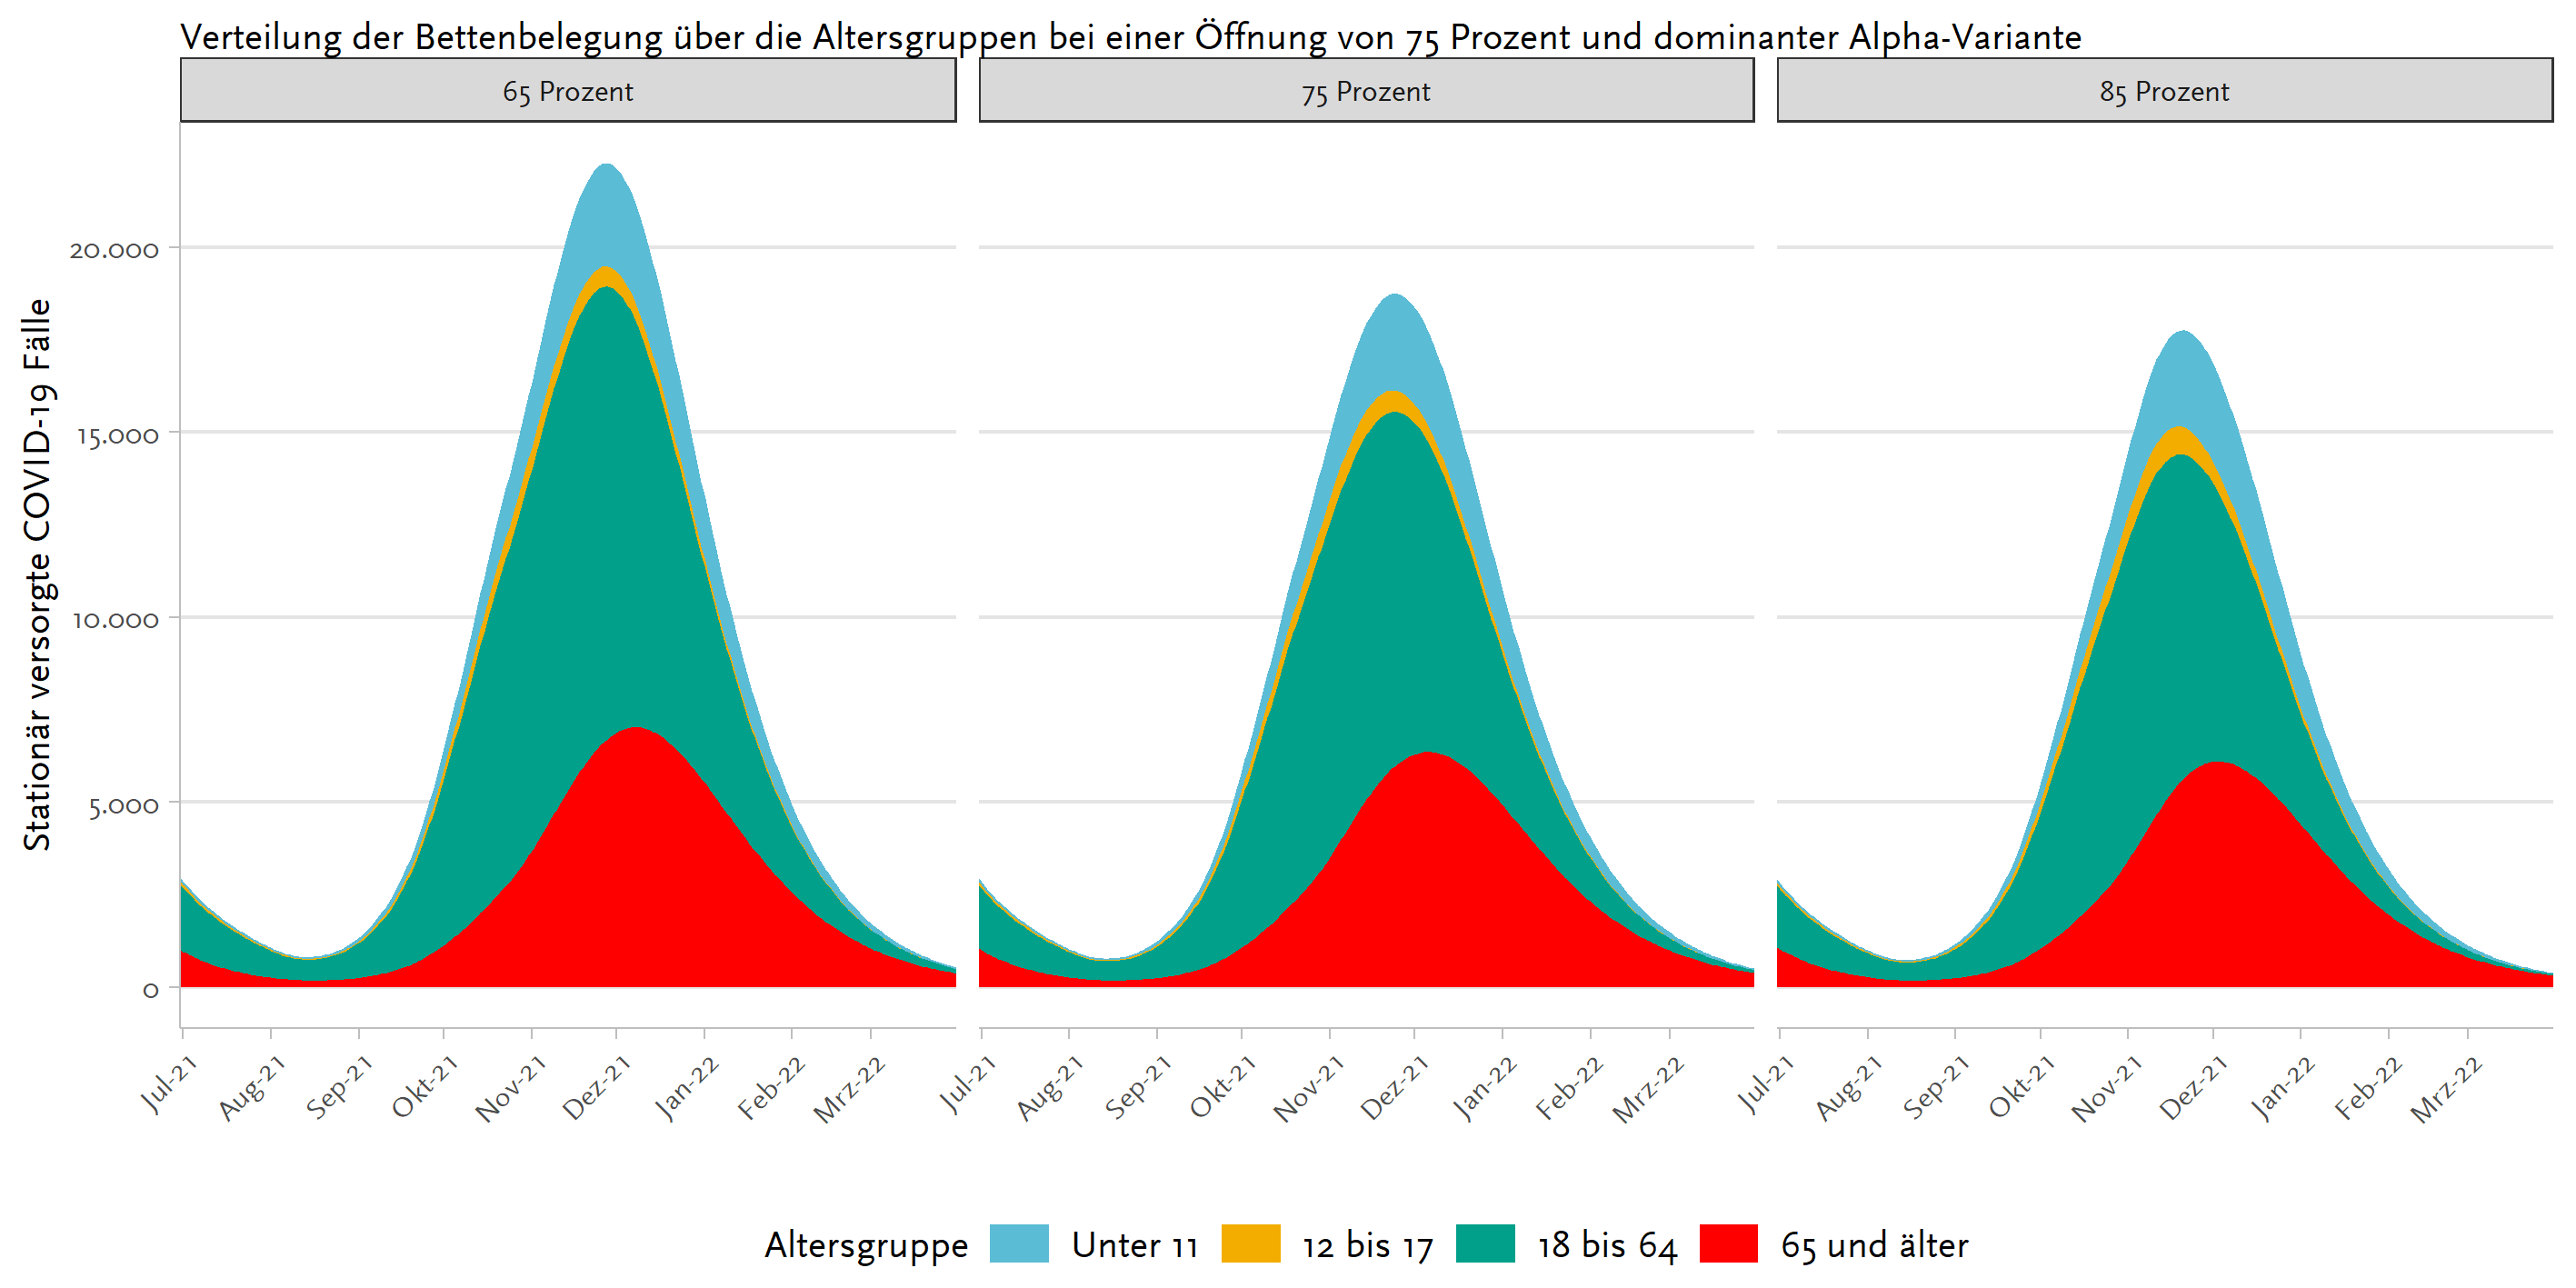 Verteilung der Bettenbelegung über die Altersgruppen bei einer Öffnung von 75 Prozent und dominanter Alpha-Variante
65 Prozent
75 Prozent
85 Prozent
Stationär versorgte COVID-19 Fälle
20.000
15.000
10.000
5.000
0
Jul-21 Aug-21 Sep-21 Okt-21 Nov-21 Dez-21 Jan-22 Feb-22 Mrz-22
Jul-21 Aug-21 Sep-21 Okt-21 Nov-21 Dez-21 Jan-22 Feb-22 Mrz-22
Jul-21 Aug-21 Sep-21 Okt-21 Nov-21 Dez-21 Jan-22 Feb-22 Mrz-22
Altersgruppe Unter 11 12 bis 17 18 bis 64 65 und älter